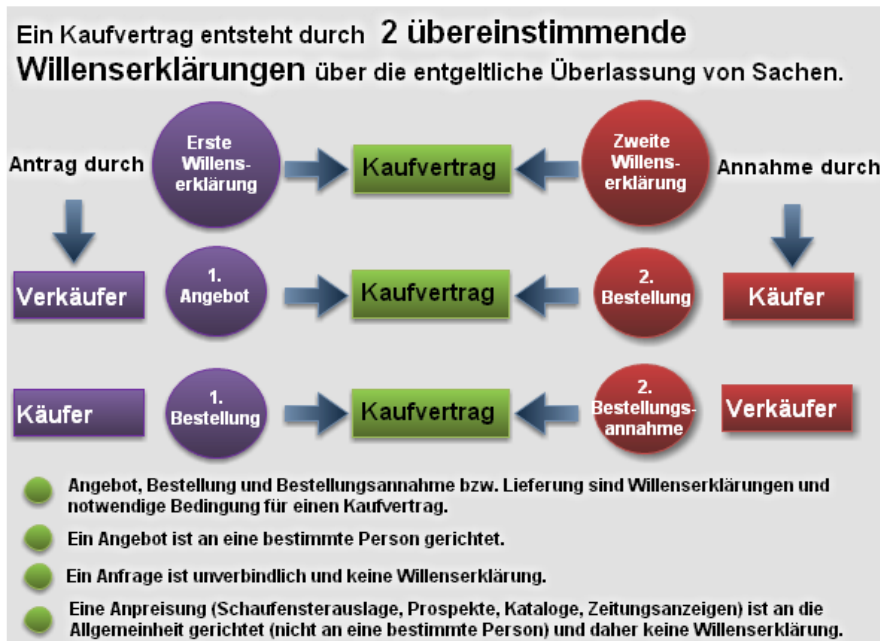 Ein Kaufvertrag entsteht durch 2 übereinstimmende
Willenserklärungen über die entgeltliche Überlassung von Sachen.
Antrag durch
Erste
Willens-
erklärung
Kaufvertrag
Zweite
Willens-
erklärung
Annahme durch
Verkäufer
1.
Angebot
Kaufvertrag
2.
Bestellung
Käufer
Käufer
1.
Bestellung
Kaufvertrag
2.
Bestellungs-
annahme
Verkäufer
Angebot, Bestellung und Bestellungsannahme bzw. Lieferung sind Willenserklärungen und
notwendige Bedingung für einen Kaufvertrag.
Ein Angebot ist an eine bestimmte Person gerichtet.
Ein Anfrage ist unverbindlich und keine Willenserklärung.
Eine Anpreisung (Schaufensterauslage, Prospekte, Kataloge, Zeitungsanzeigen) ist an die
Allgemeinheit gerichtet (nicht an eine bestimmte Person) und daher keine Willenserklärung.